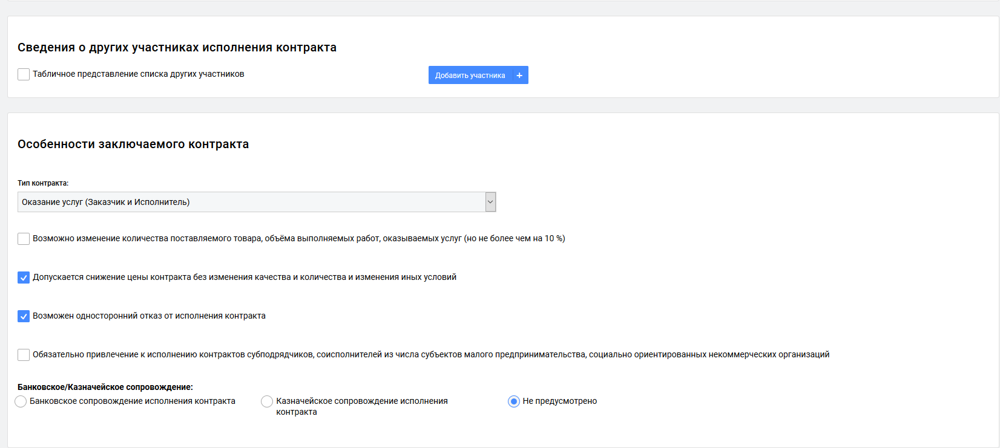 Сведения о других участниках исполнения контракта
Табличное представление списка других участников
Добавить участника +
Особенности заключаемого контракта
Тип контракта:
Оказание услуг (Заказчик и Исполнитель)
Возможно изменение количества поставляемого товара, объёма выполняемых работ, оказываемых услуг (но не более чем на 10 %)
Допускается снижение цены контракта без изменения качества и количества и изменения иных условий
Возможен односторонний отказ от исполнения контракта
Обязательно привлечение к исполнению контрактов субподрядчиков, соисполнителей из числа субъектов малого предпринимательства, социально ориентированных некоммерческих организаций
Банковское/Казначейское сопровождение:
Банковское сопровождение исполнения контракта
Казначейское сопровождение исполнения
контракта
Не предусмотрено